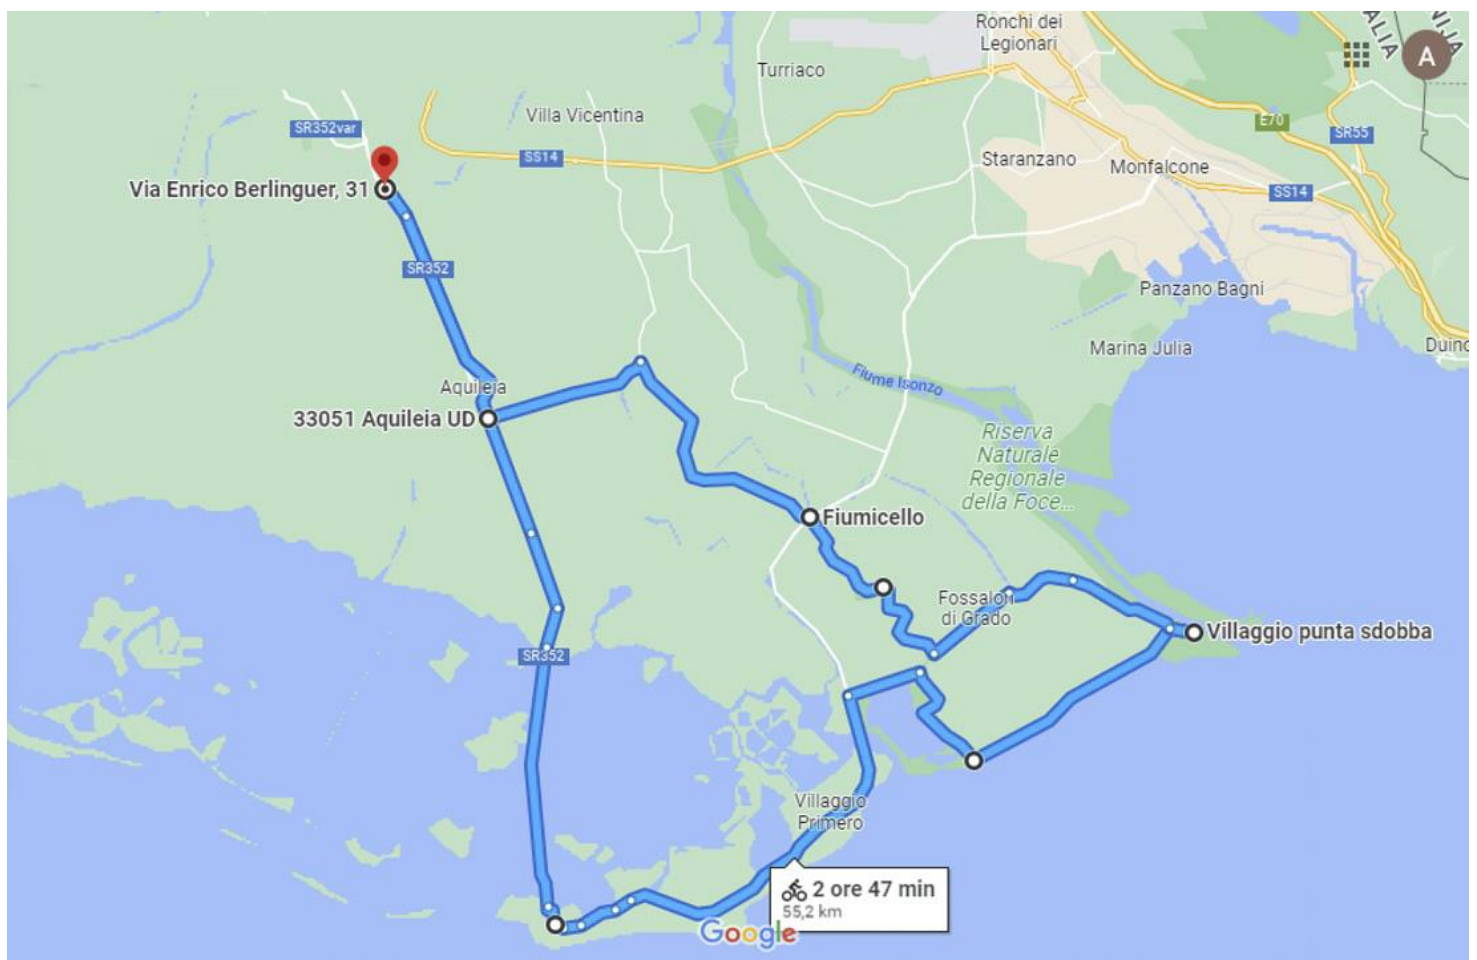 Ronchi dei
Legionari
ALIA
NIJA
A
Turriaco
Villa Vicentina
SR352var
E70
SR55
SS14
Staranzano
Monfalcone
Via Enrico Berlinguer, 31
SS14
SR352
Panzano Bagni
Marina Julia
Duino
Fiume Isonzo
Aquileia
33051 Aquileia UD
Riserva
Naturale
Regionale
della Foce...
Fiumicello
Fossalon
di Grado
Villaggio punta sdobba
SR352
Villaggio
Primero
2 ore 47 min
55,2 km
Google